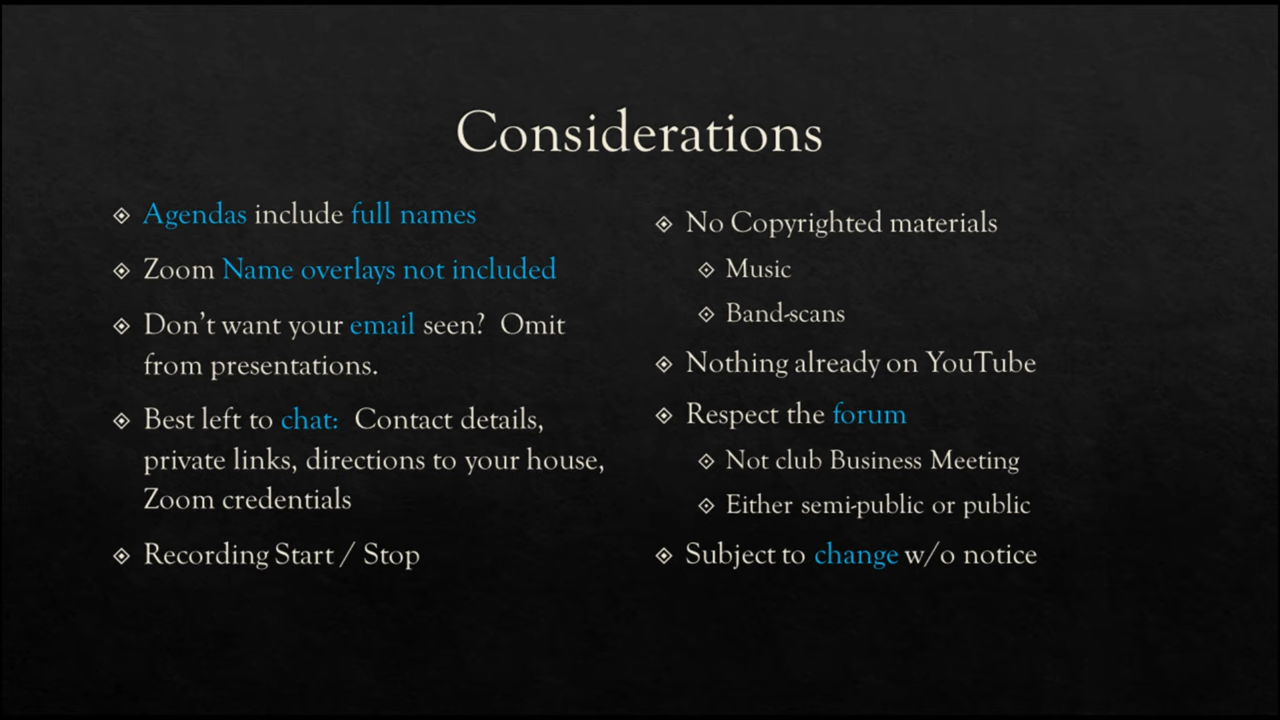 Considerations
Agendas include full names
Zoom Name overlays not included
Don't want your email seen?  Omit
from presentations.
Best left to chat:  Contact details,
private links, directions to your house,
Zoom credentials
Recording Start / Stop
No Copyrighted materials
Music
Band-scans
Nothing already on YouTube
Respect the forum
Not club Business Meeting
Either semi-public or public
Subject to change w/o notice